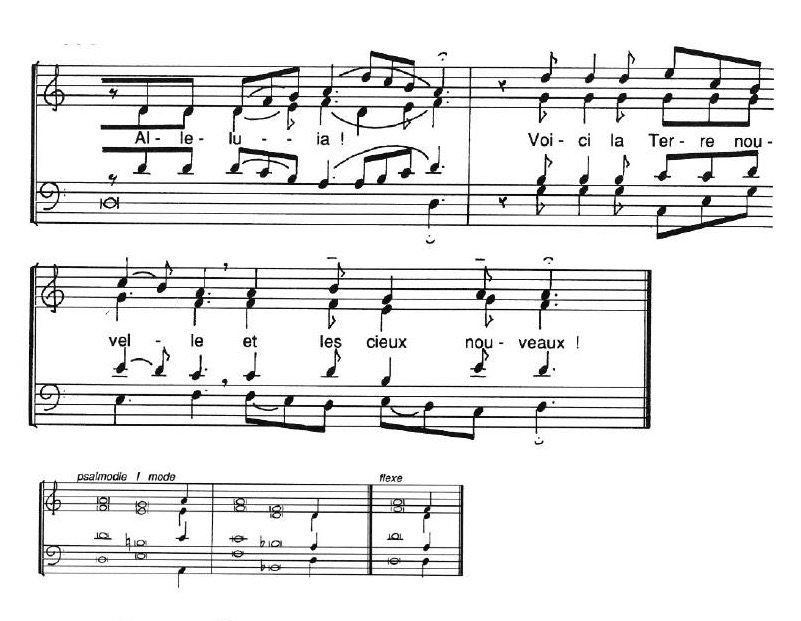 Al - le - lu - - ia ! Voi - ci la Ter - re nou -
vel - le et les cieux nou - veaux !
psalmodie I mode flexe